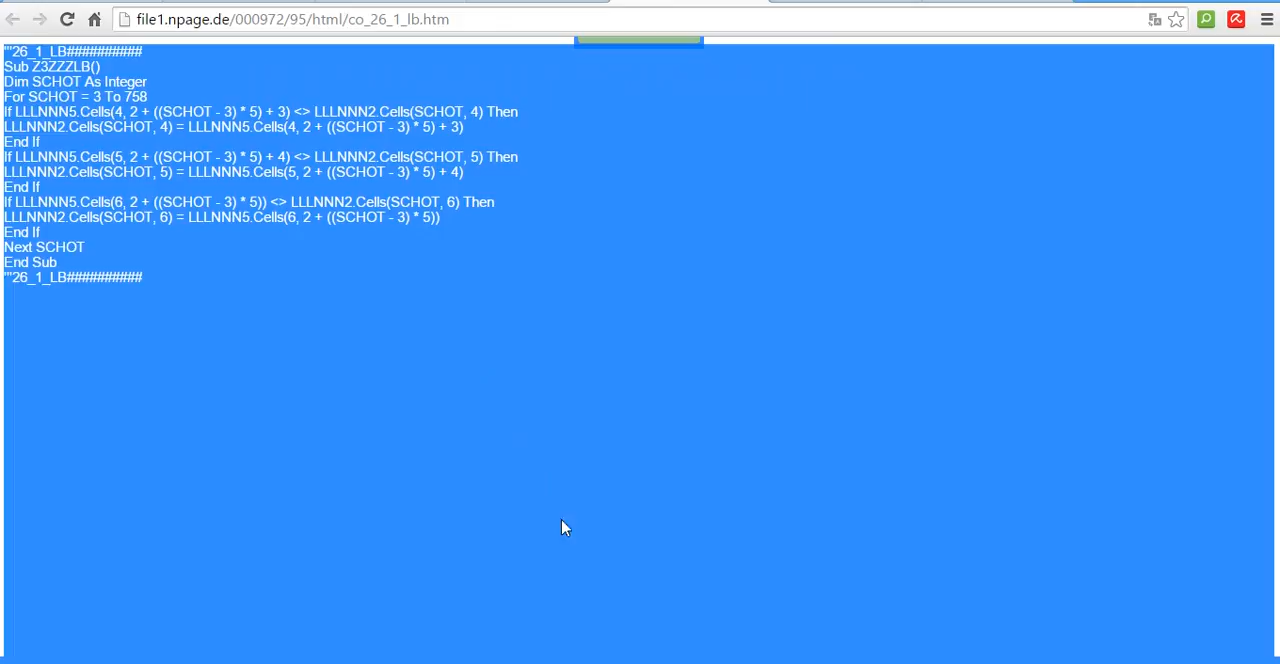 file1.npage.de/000972/95/html/co_26_1_lb.htm
'''26_1_LB###########
Sub Z3ZZZLB()
Dim SCHOT As Integer
For SCHOT = 3 To 758
If LLLNNN5.Cells(4, 2 + ((SCHOT - 3) * 5) + 3) <> LLLNNN2.Cells(SCHOT, 4) Then
LLLNNN2.Cells(SCHOT, 4) = LLLNNN5.Cells(4, 2 + ((SCHOT - 3) * 5) + 3)
End If
If LLLNNN5.Cells(5, 2 + ((SCHOT - 3) * 5) + 4) <> LLLNNN2.Cells(SCHOT, 5) Then
LLLNNN2.Cells(SCHOT, 5) = LLLNNN5.Cells(5, 2 + ((SCHOT - 3) * 5) + 4)
End If
If LLLNNN5.Cells(6, 2 + ((SCHOT - 3) * 5)) <> LLLNNN2.Cells(SCHOT, 6) Then
LLLNNN2.Cells(SCHOT, 6) = LLLNNN5.Cells(6, 2 + ((SCHOT - 3) * 5))
End If
Next SCHOT
End Sub
'''26_1_LB###########